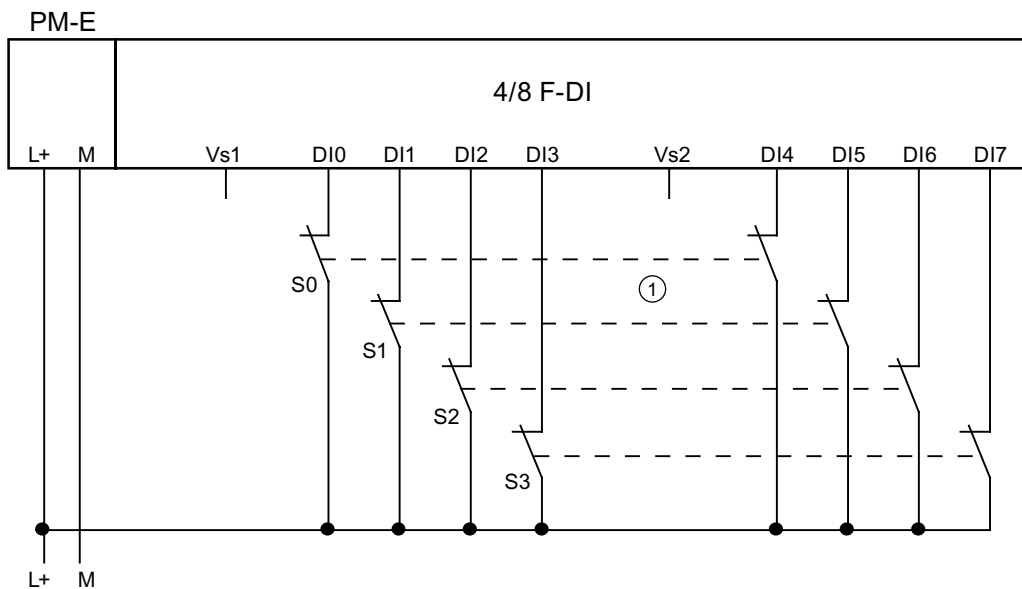 PM-E
4/8 F-DI
L+ M Vs1 DI0 DI1 DI2 DI3 Vs2 DI4 DI5 DI6 DI7
S0
1
S1
S2
S3
L+ M